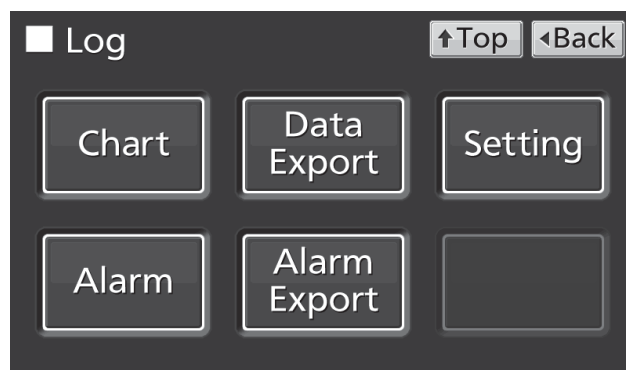 Log
↑Top
◂Back
Chart
Data
Export
Setting
Alarm
Alarm
Export